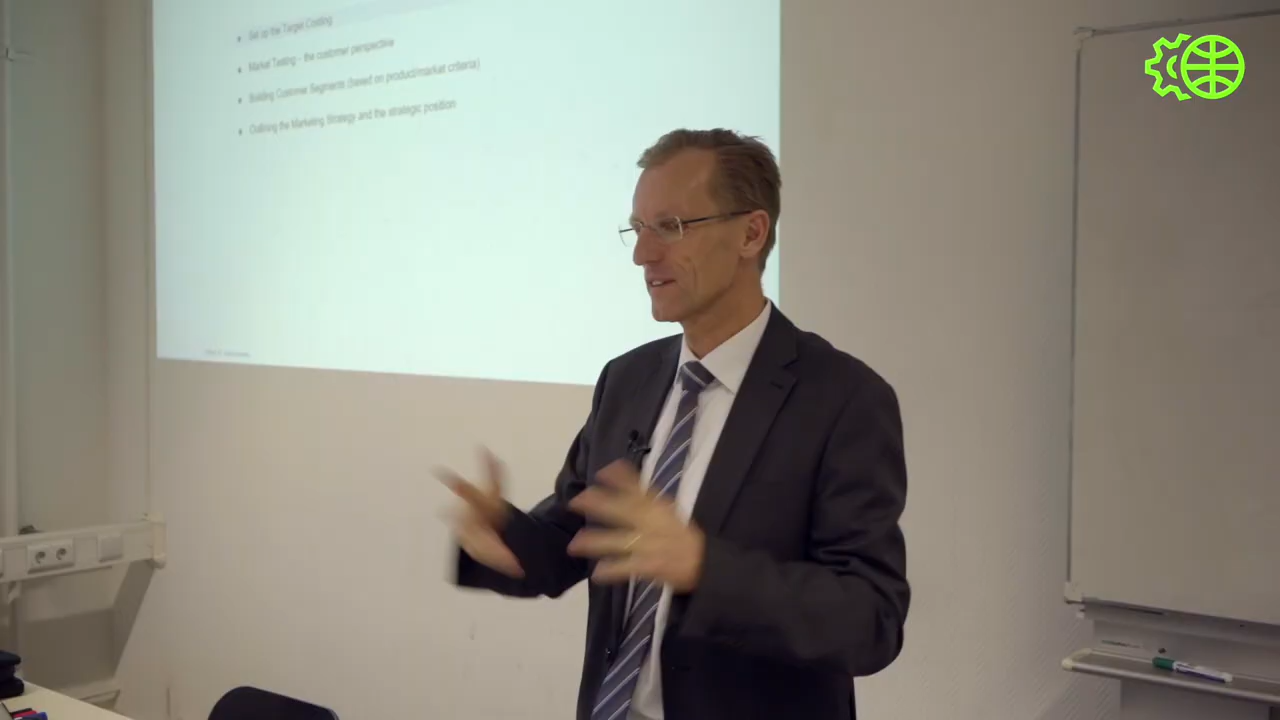 Set up the Target Costing
Market Testing – the customer perspective
Building Customer Segments (based on product/market criteria)
Outlining the Marketing Strategy and the strategic position